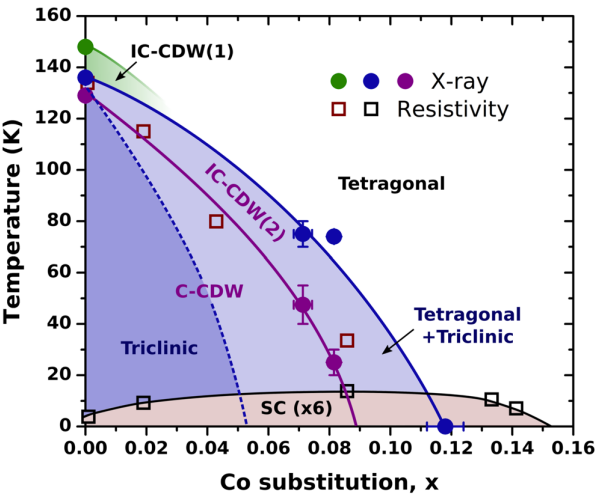 160
140
120
100
80
60
40
20
0
Temperature (K)
IC-CDW(1)
X-ray
Resistivity
Tetragonal
IC-CDW(2)
C-CDW
Triclinic
Tetragonal
+Triclinic
SC (x6)
0.00 0.02 0.04 0.06 0.08 0.10 0.12 0.14 0.16
Co substitution, x